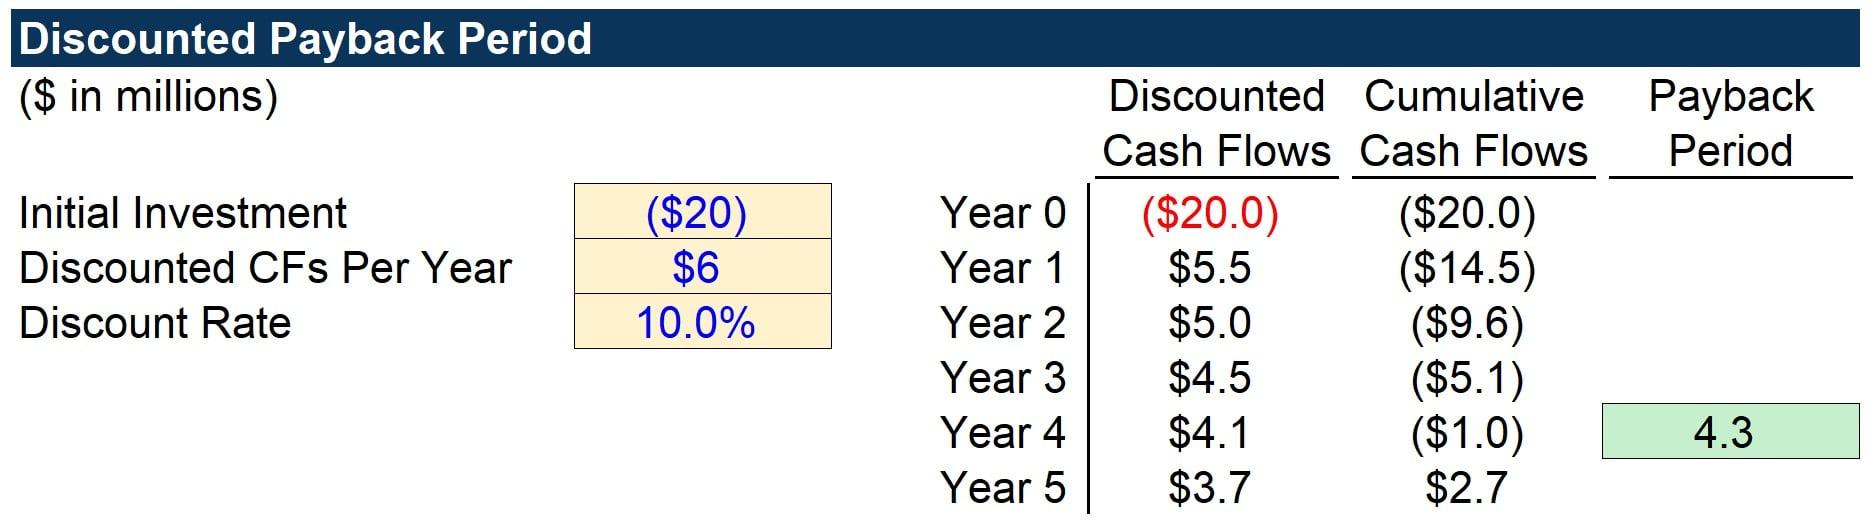 Discounted Payback Period
($ in millions) Discounted Cumulative Payback
Cash Flows Cash Flows Period
Initial Investment ($20) Year 0 ($20.0) ($20.0)
Discounted CFs Per Year $6 Year 1 $5.5 ($14.5)
Discount Rate 10.0% Year 2 $5.0 ($9.6)
Year 3 $4.5 ($5.1)
Year 4 $4.1 ($1.0) 4.3
Year 5 $3.7 $2.7